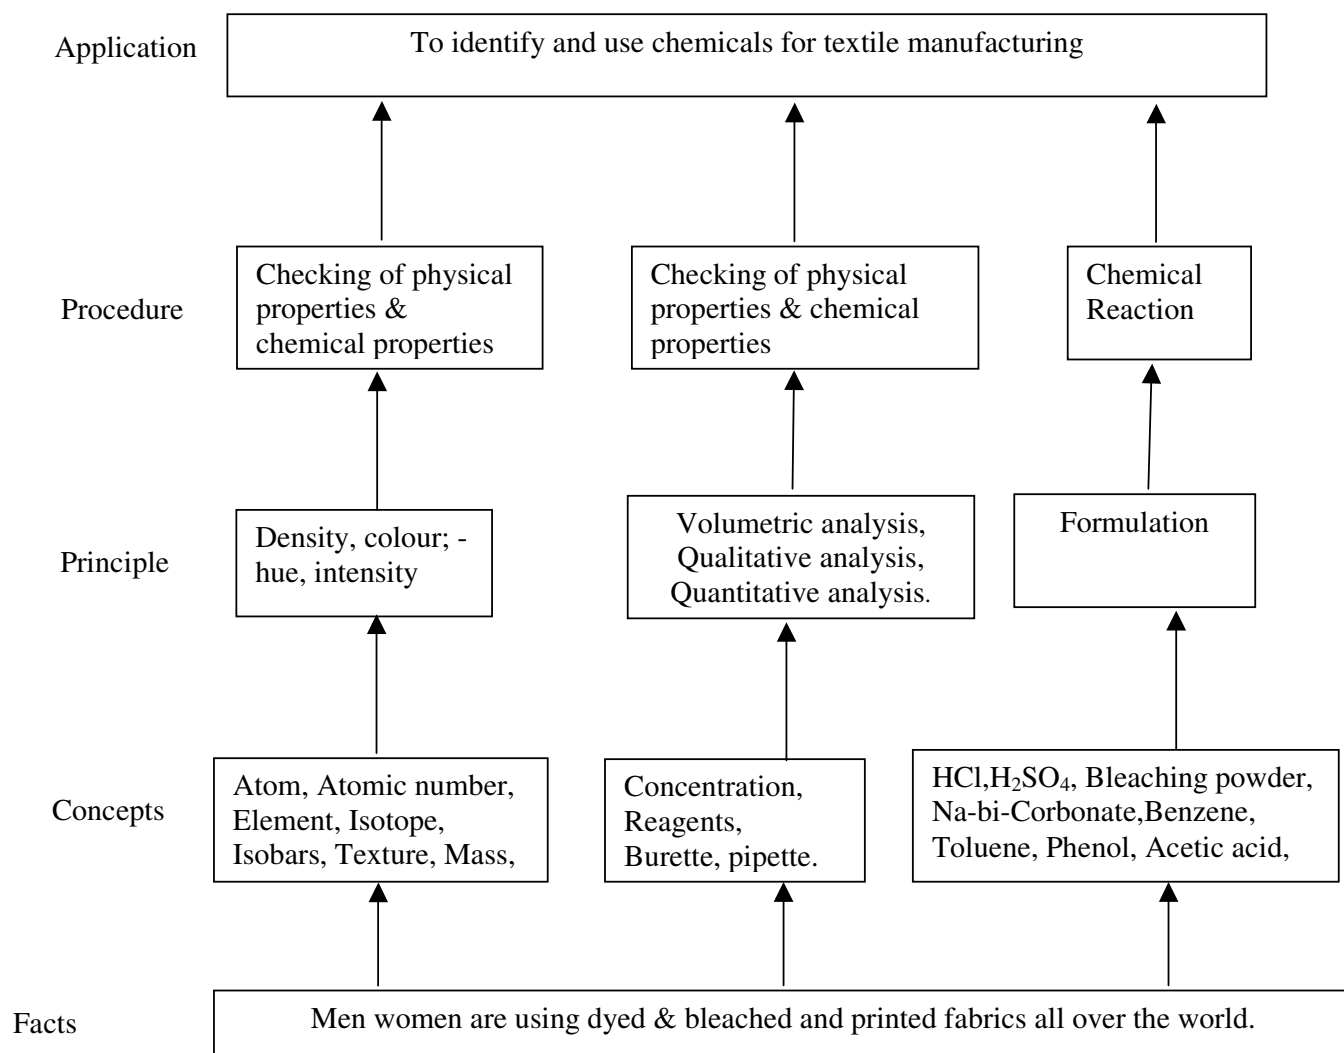 Application
To identify and use chemicals for textile manufacturing
Procedure
Checking of physical
properties &
chemical properties
Checking of physical
properties & chemical
properties
Chemical
Reaction
Principle
Density, colour; -
hue, intensity
Volumetric analysis,
Qualitative analysis,
Quantitative analysis.
Formulation
Concepts
Atom, Atomic number,
Element, Isotope,
Isobars, Texture, Mass,
Concentration,
Reagents,
Burette, pipette.
HCl,H₂SO₄, Bleaching powder,
Na-bi-Corbonate,Benzene,
Toluene, Phenol, Acetic acid,
Facts
Men women are using dyed & bleached and printed fabrics all over the world.